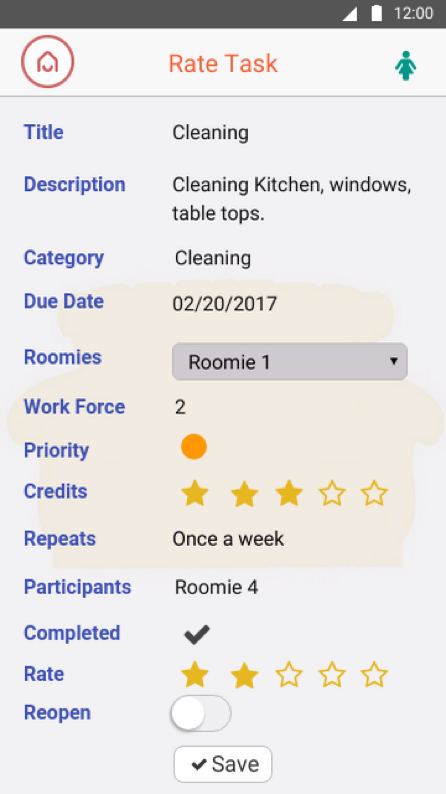 12:00
Rate Task
Title Cleaning
Description Cleaning Kitchen, windows,
table tops.
Category Cleaning
Due Date 02/20/2017
Roomies Roomie 1
Work Force 2
Priority
Credits
Repeats Once a week
Participants Roomie 4
Completed
Rate
Reopen
Save